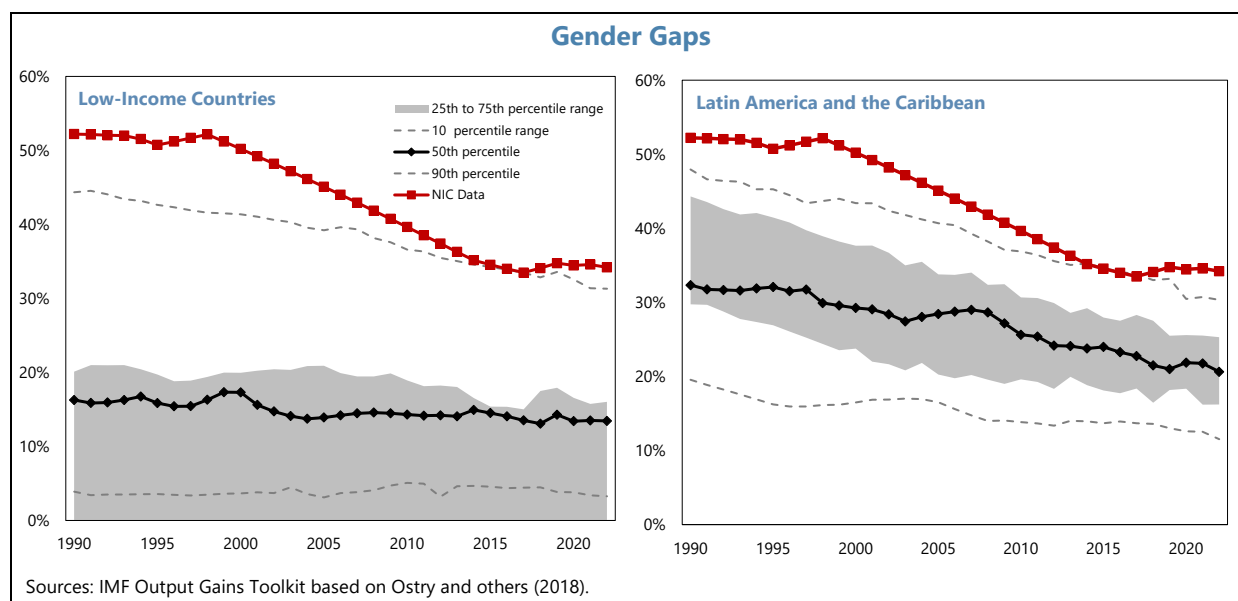 Gender Gaps
Low-Income Countries
60%
50%
40%
30%
20%
10%
0%
25th to 75th percentile range
10 percentile range
50th percentile
90th percentile
NIC Data
1990 1995 2000 2005 2010 2015 2020
Latin America and the Caribbean
60%
50%
40%
30%
20%
10%
0%
1990 1995 2000 2005 2010 2015 2020
Sources: IMF Output Gains Toolkit based on Ostry and others (2018).